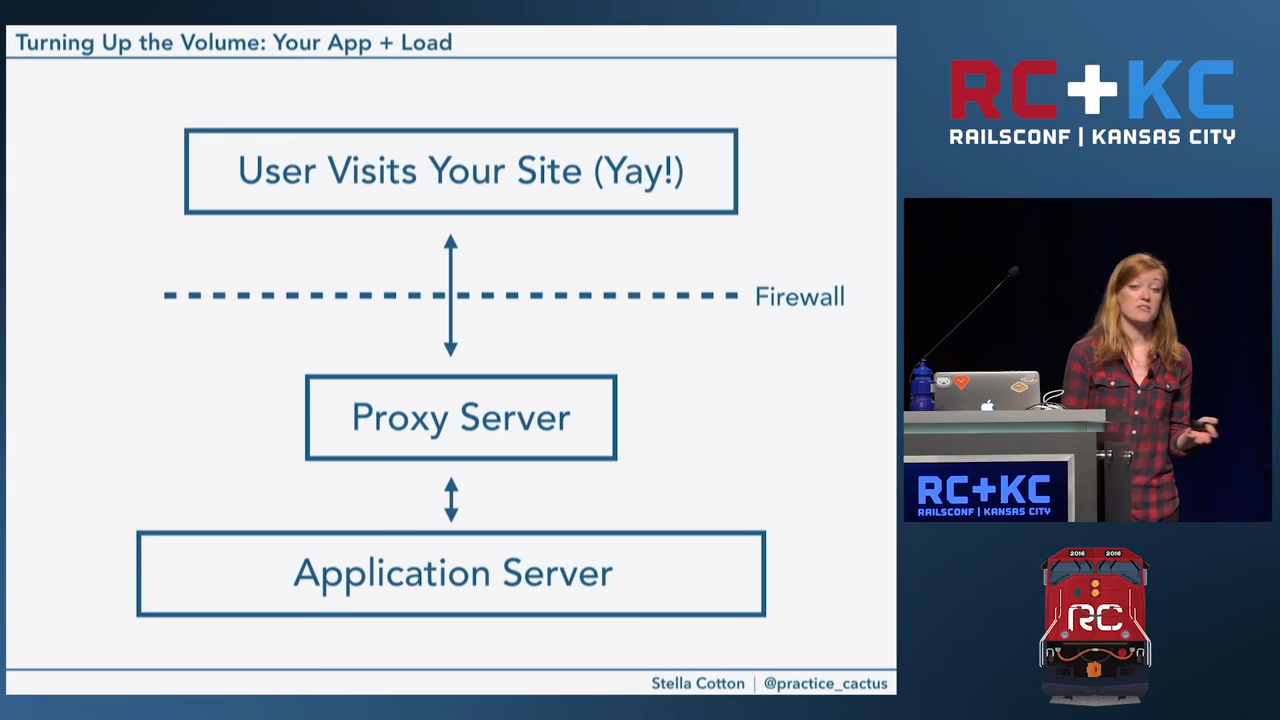 Turning Up the Volume: Your App + Load
User Visits Your Site (Yay!)
Firewall
Proxy Server
Application Server
Stella Cotton | @practice_cactus
RC+KC
RAILSCONF | KANSAS CITY
RC+KC
RAILSCONF | KANSAS CITY
2016 2016
RC